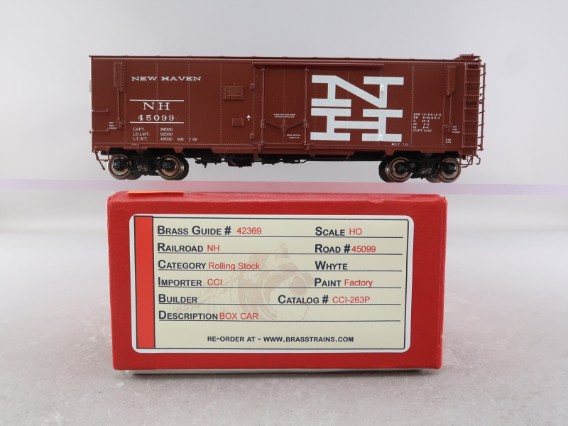 NEW HAVEN
NH
45099
NH
BRASS GUIDE # 42369
SCALE HO
RAILROAD NH
ROAD #45099
CATEGORY Rolling Stock
WHYTE
IMPORTER CCI
PAINT Factory
BUILDER
CATALOG # CCI-263P
DESCRIPTION BOX CAR
RE-ORDER AT - WWW.BRASSTRAINS.COM